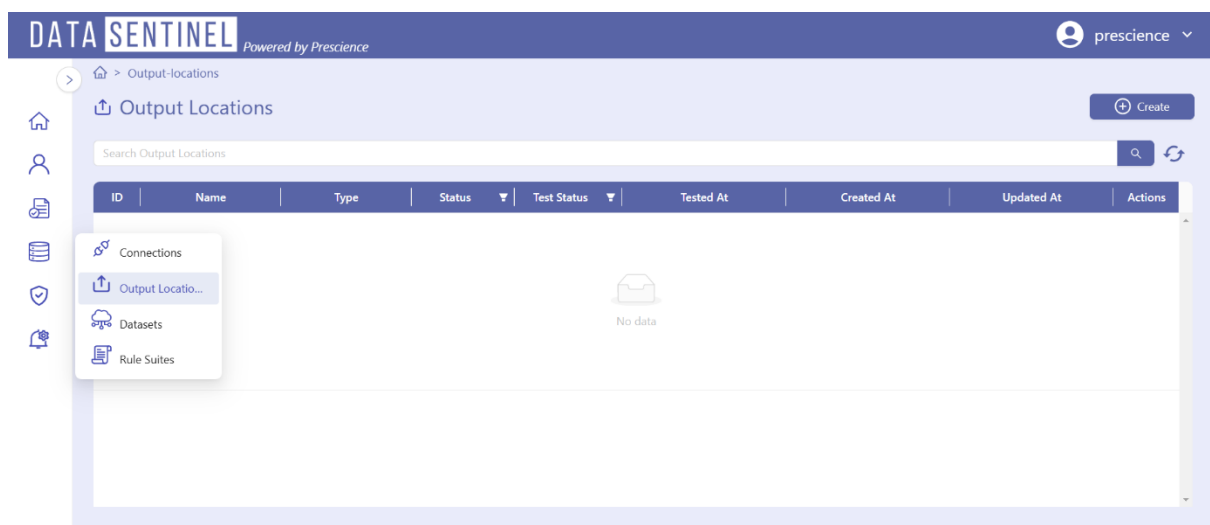 DATA SENTINEL Powered by Prescience
prescience
> Output-locations
Output Locations
Create
Search Output Locations
ID Name Type Status Test Status Tested At Created At Updated At Actions
Connections
Output Locatio...
Datasets
Rule Suites
No data